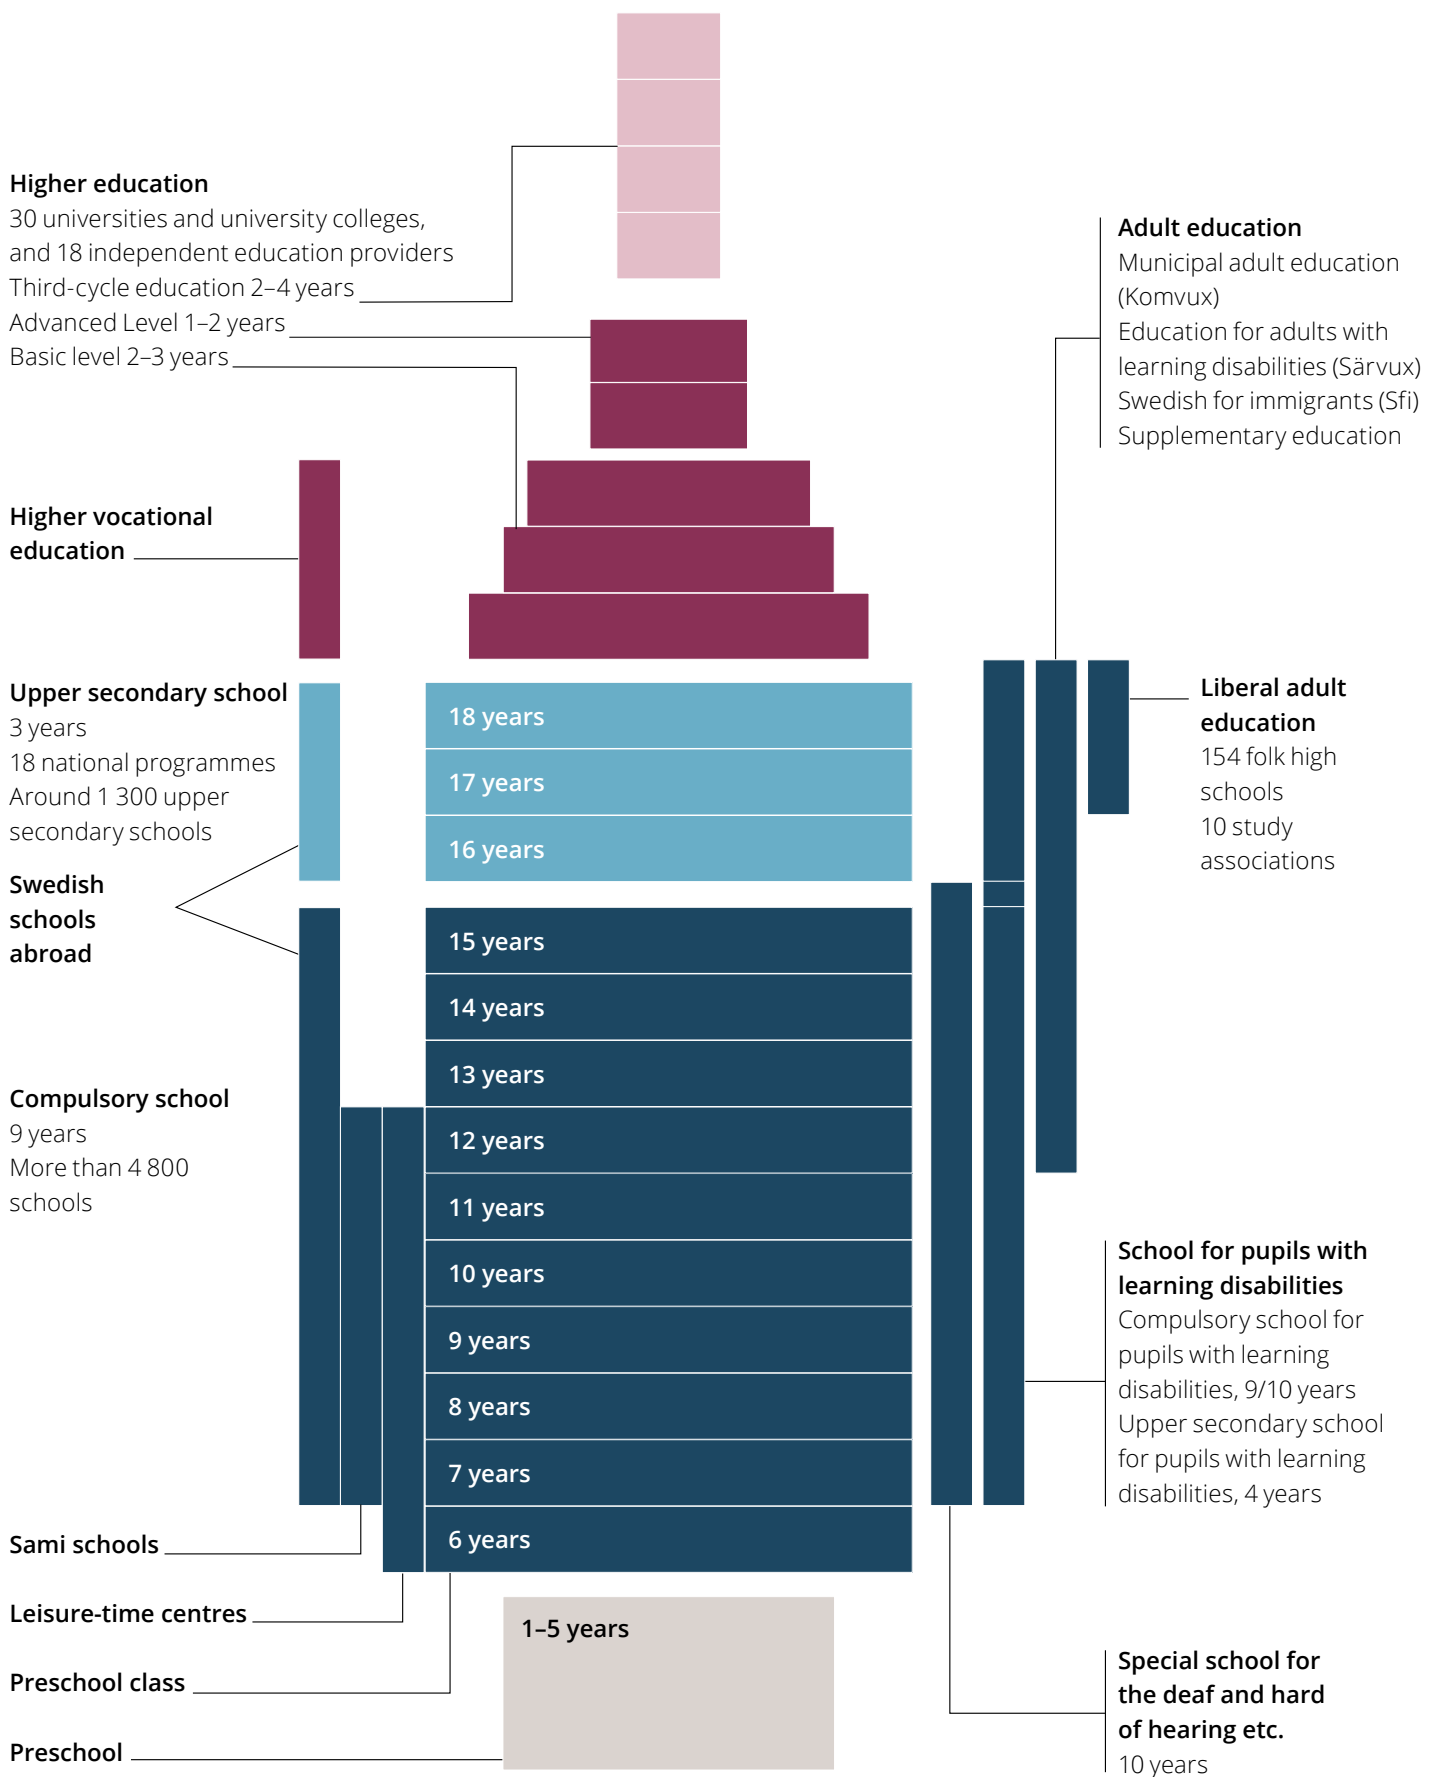 Higher education
30 universities and university colleges,
and 18 independent education providers
Third-cycle education 2–4 years
Advanced Level 1–2 years
Basic level 2–3 years
Adult education
Municipal adult education
(Komvux)
Education for adults with
learning disabilities (Särvux)
Swedish for immigrants (Sfi)
Supplementary education
Higher vocational
education
Upper secondary school
3 years
18 national programmes
Around 1 300 upper
secondary schools
Swedish
schools
abroad
18 years
17 years
16 years
Liberal adult
education
154 folk high
schools
10 study
associations
15 years
14 years
13 years
12 years
11 years
10 years
9 years
8 years
7 years
6 years
Compulsory school
9 years
More than 4 800
schools
School for pupils with
learning disabilities
Compulsory school for
pupils with learning
disabilities, 9/10 years
Upper secondary school
for pupils with learning
disabilities, 4 years
Sami schools
Leisure-time centres
Preschool class
Preschool
1–5 years
Special school for
the deaf and hard
of hearing etc.
10 years